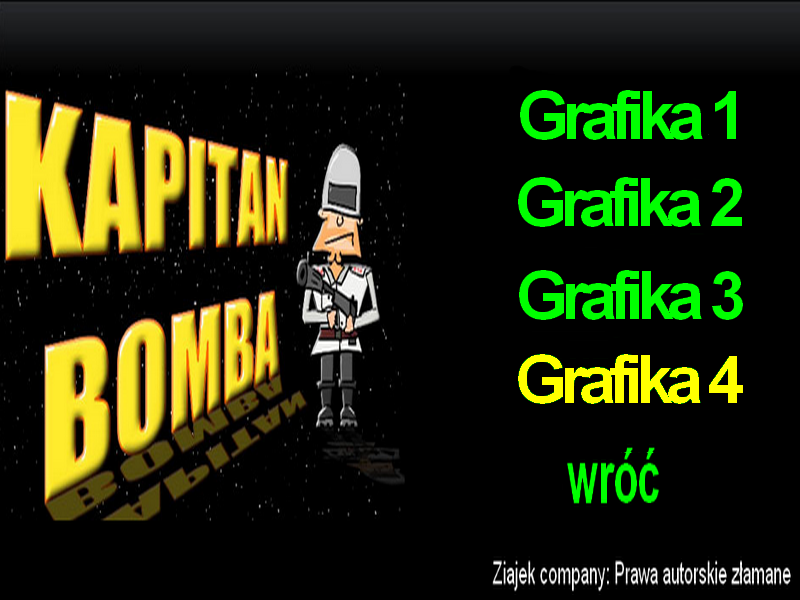 KAPITAN
BOMBA
Grafika 1
Grafika 2
Grafika 3
Grafika 4
wróć
Ziajek company: Prawa autorskie złamane